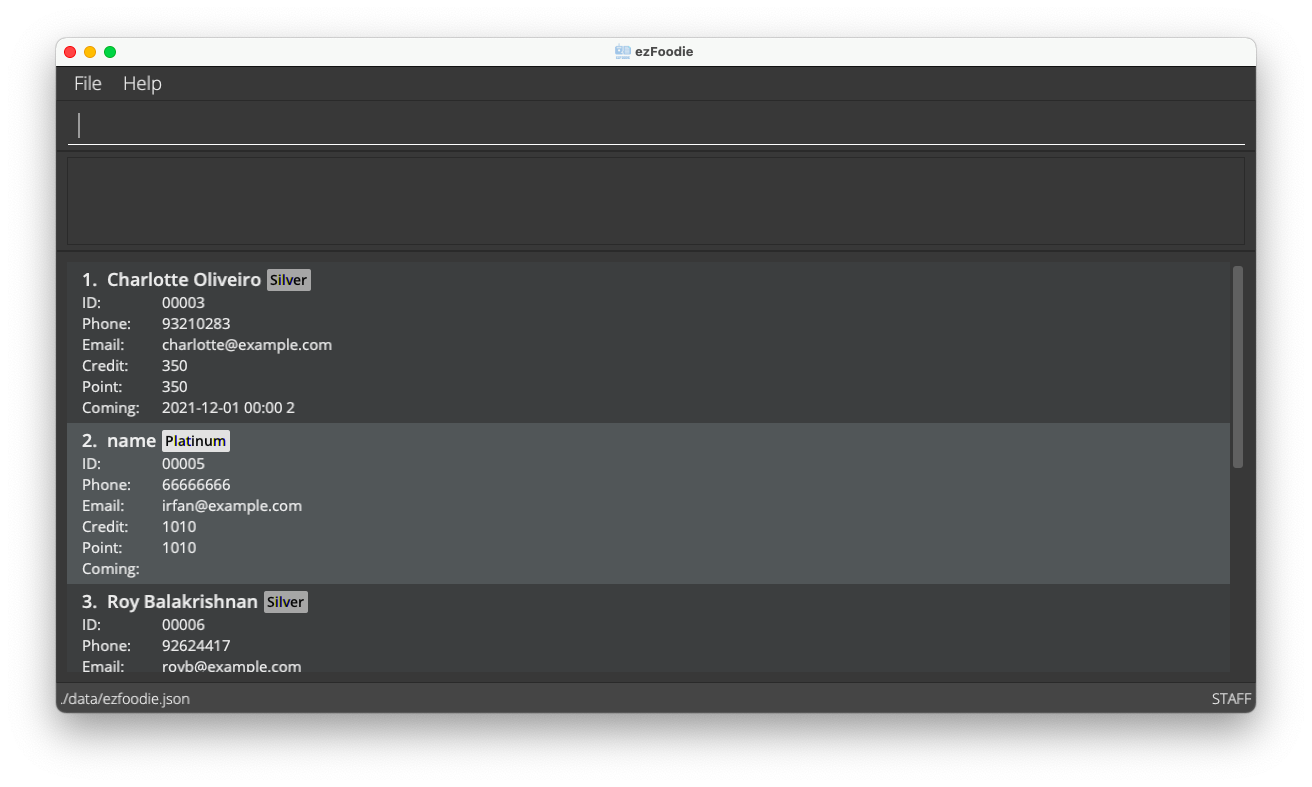 ezFoodie
File Help
1. Charlotte Oliveiro Silver
ID: 00003
Phone: 93210283
Email: charlotte@example.com
Credit: 350
Point: 350
Coming: 2021-12-01 00:00 2
2. name Platinum
ID: 00005
Phone: 66666666
Email: irfan@example.com
Credit: 1010
Point: 1010
Coming:
3. Roy Balakrishnan Silver
ID: 00006
Phone: 92624417
Email: royb@example.com
./data/ezfoodie.json STAFF